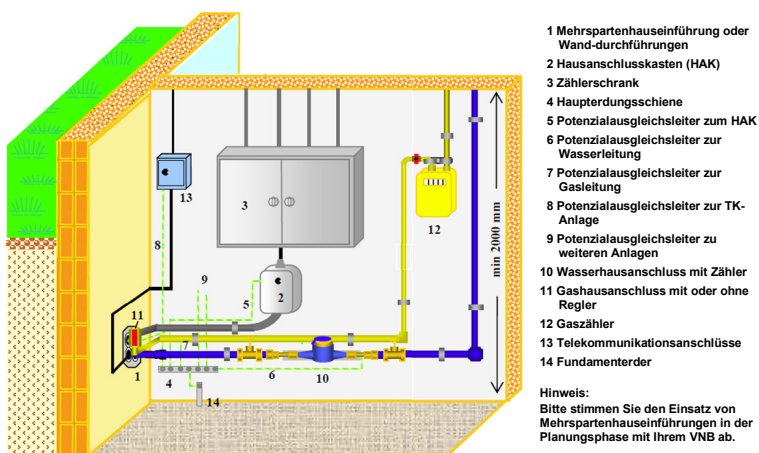 13
3
12
8
9
2
5
11
7
1
4
6
10
14
min 2000 mm
1 Mehrspartenhauseinführung oder
Wand-durchführungen
2 Hausanschlusskasten (HAK)
3 Zählerschrank
4 Haupterdungsschiene
5 Potenzialausgleichsleiter zum HAK
6 Potenzialausgleichsleiter zur
Wasserleitung
7 Potenzialausgleichsleiter zur
Gasleitung
8 Potenzialausgleichsleiter zur TK-
Anlage
9 Potenzialausgleichsleiter zu
weiteren Anlagen
10 Wasserhausanschluss mit Zähler
11 Gashausanschluss mit oder ohne
Regler
12 Gaszähler
13 Telekommunikationsanschlüsse
14 Fundamenterder
Hinweis:
Bitte stimmen Sie den Einsatz von
Mehrspartenhauseinführungen in der
Planungsphase mit Ihrem VNB ab.